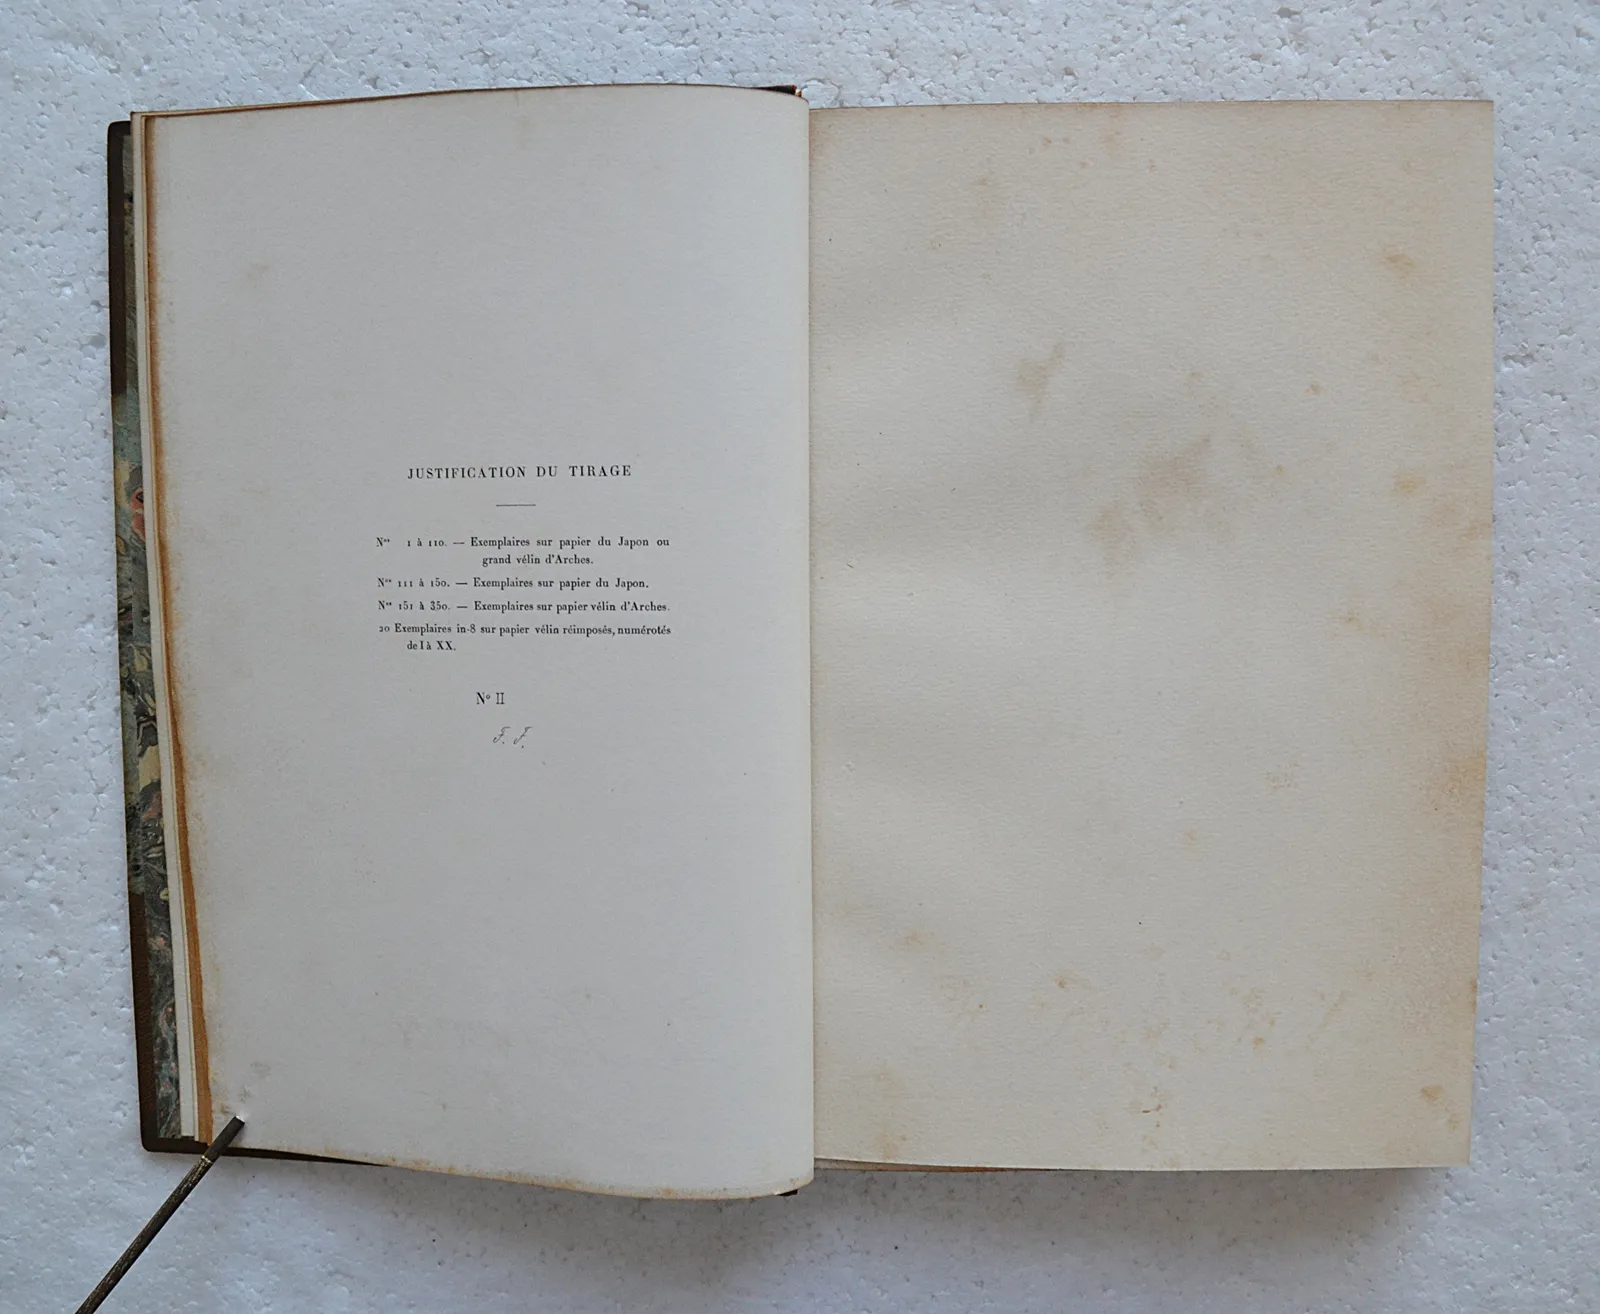 JUSTIFICATION DU TIRAGE
Nos 1 à 110. — Exemplaires sur papier du Japon ou
grand vélin d'Arches.
Nos 111 à 150. — Exemplaires sur papier du Japon.
Nos 151 à 350. — Exemplaires sur papier vélin d'Arches.
20 Exemplaires in-8 sur papier vélin réimposés, numérotés
de I à XX.
No II
F. F.